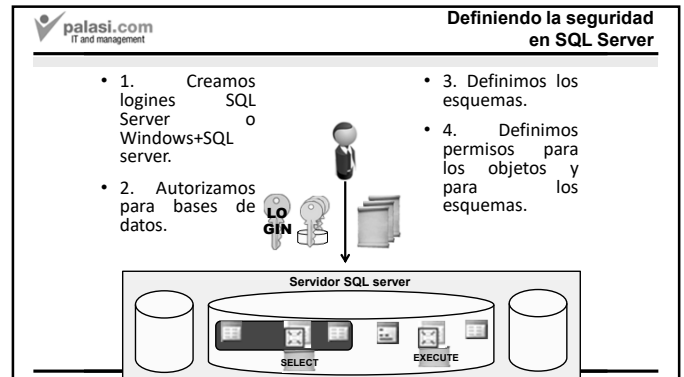 palasi.com
IT and management
Definiendo la seguridad
en SQL Server
• 1. Creamos
logines SQL
Server o
Windows+SQL
server.
• 2. Autorizamos
para bases de
datos.
• 3. Definimos los
esquemas.
• 4. Definimos
permisos para
los objetos y
para los
esquemas.
LO
GIN
Servidor SQL server
SELECT
EXECUTE